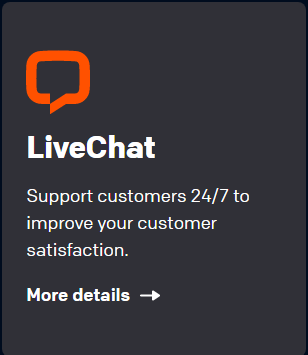 LiveChat
Support customers 24/7 to
improve your customer
satisfaction.
More details →